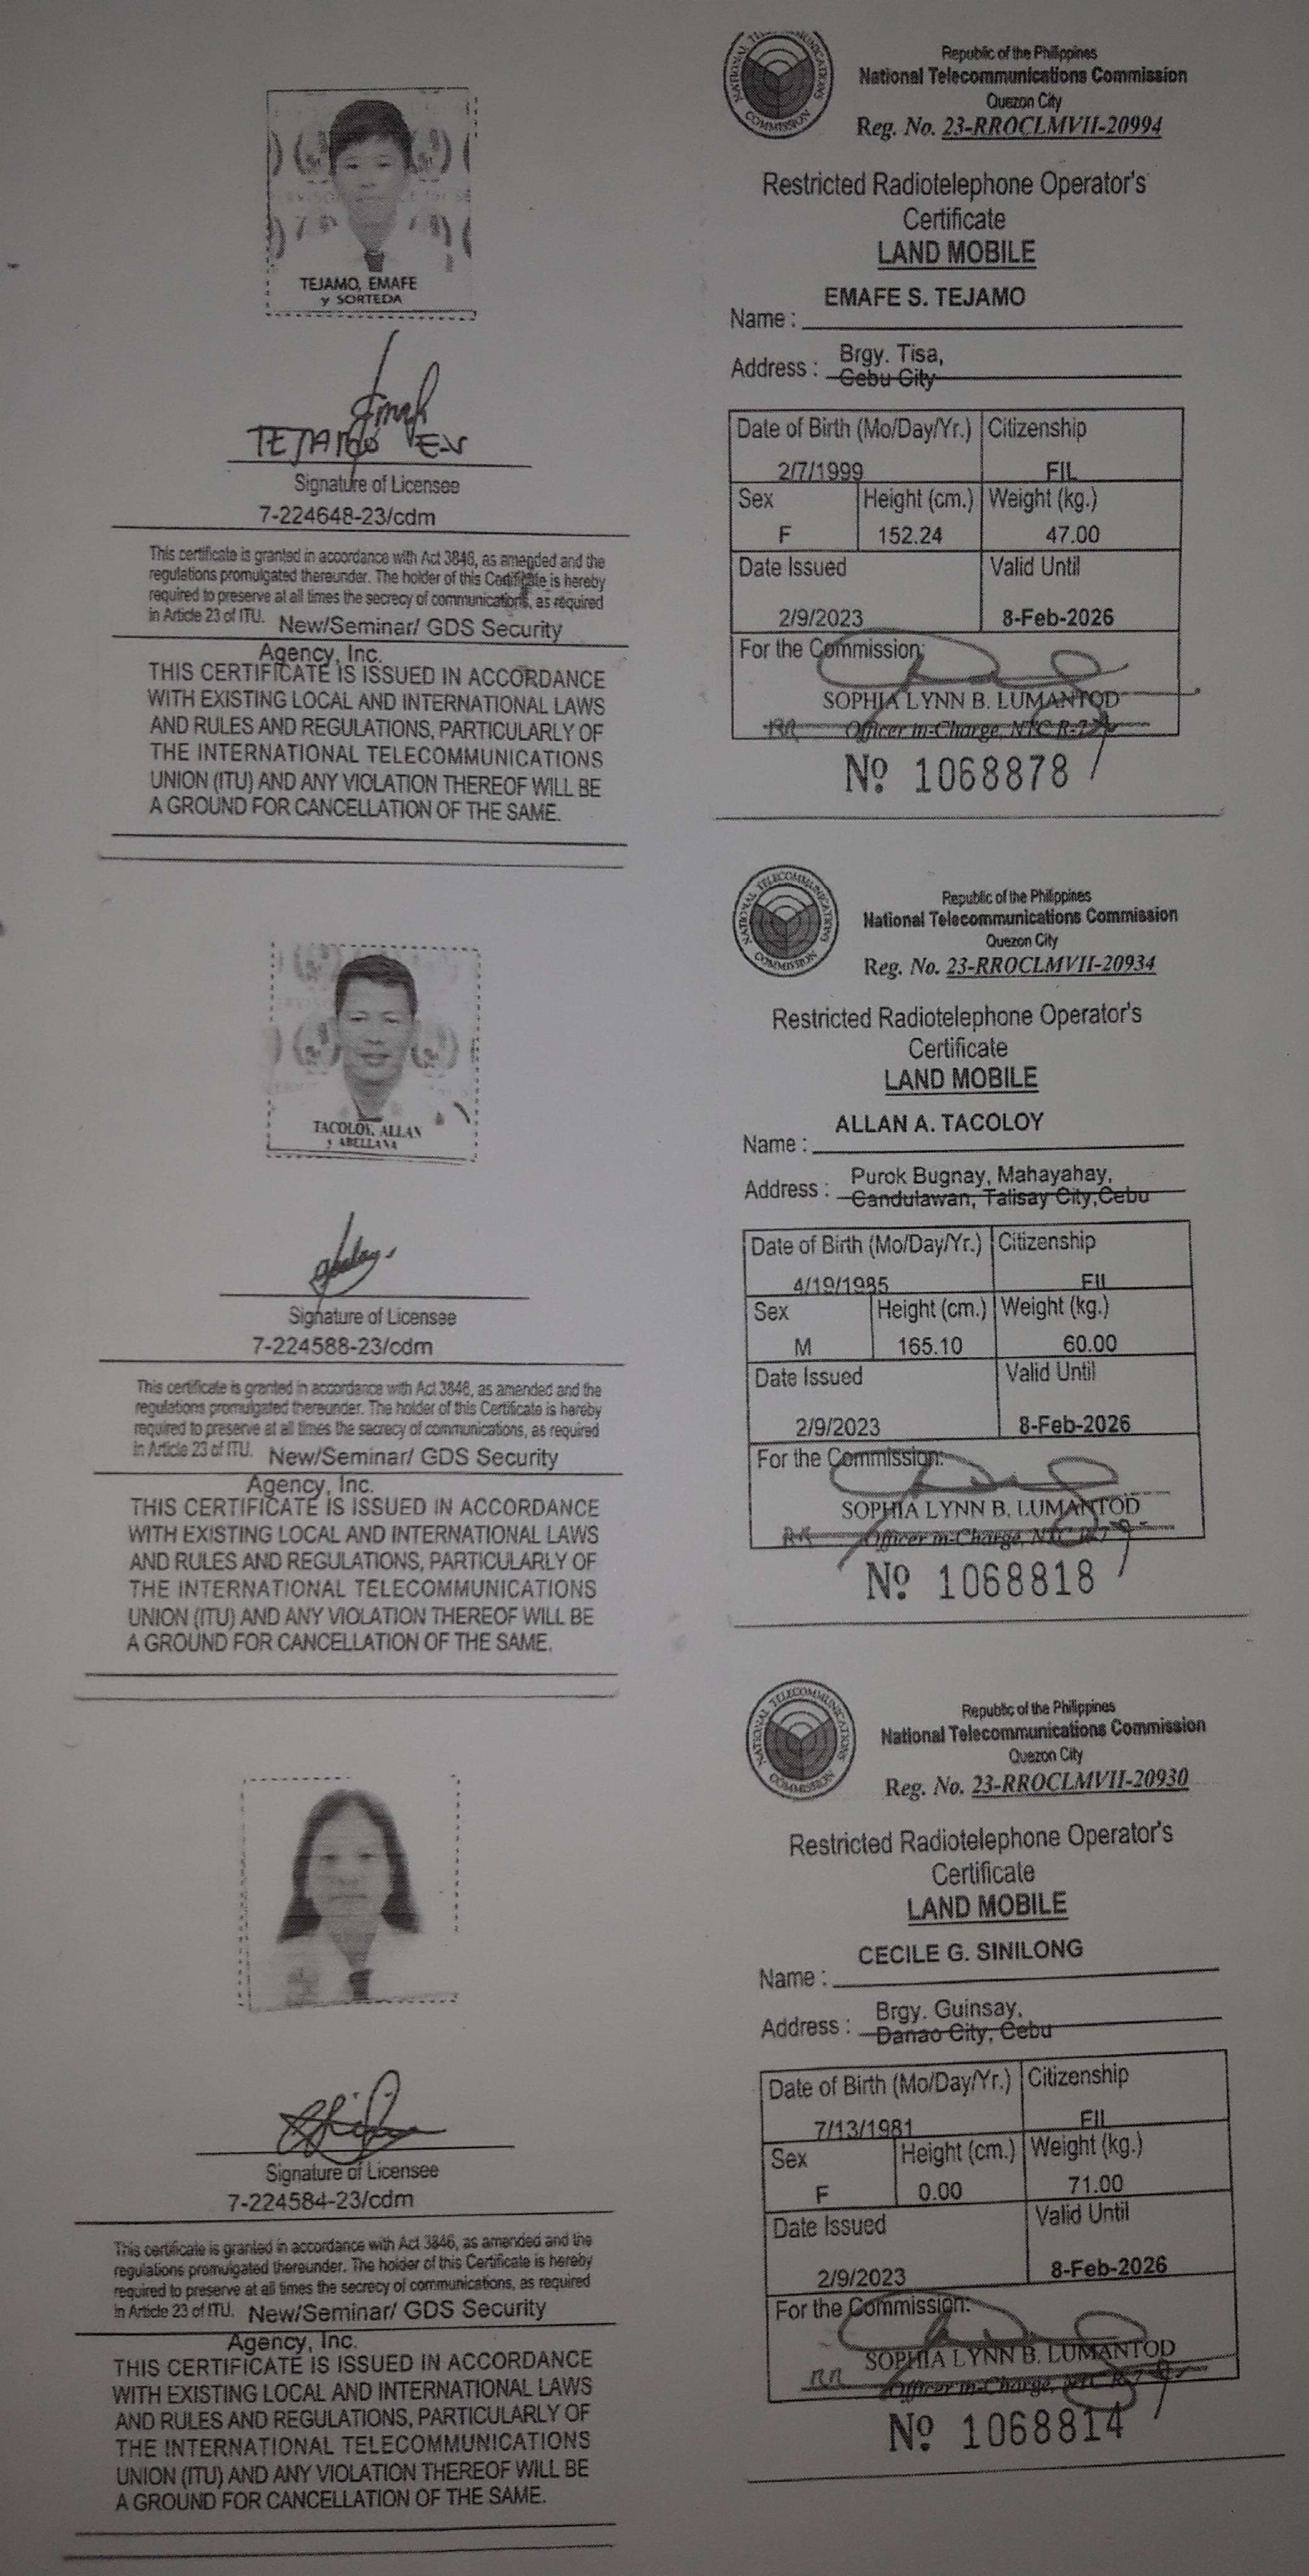 TEJAMO, EMAFE
y SORTEDA
TEJAMO
Signature of Licensee
7-224648-23/cdm
This certificate is granted in accordance with Act 3846, as amended and the
regulations promulgated thereunder. The holder of this Certificate is hereby
required to preserve at all times the secrecy of communications, as required
in Article 23 of ITU. New/Seminar/ GDS Security
Agency, Inc.
THIS CERTIFICATE IS ISSUED IN ACCORDANCE
WITH EXISTING LOCAL AND INTERNATIONAL LAWS
AND RULES AND REGULATIONS, PARTICULARLY OF
THE INTERNATIONAL TELECOMMUNICATIONS
UNION (ITU) AND ANY VIOLATION THEREOF WILL BE
A GROUND FOR CANCELLATION OF THE SAME.
NATIONAL TELECOMMUNICATIONS COMMISSION
Republic of the Philippines
National Telecommunications Commission
Quezon City
Reg. No. 23-RROCLMVII-20994
Restricted Radiotelephone Operator's
Certificate
LAND MOBILE
EMAFE S. TEJAMO
Name :
Address : Brgy. Tisa,
Cebu City
Date of Birth (Mo/Day/Yr.) Citizenship
2/7/1999 FIL
Sex Height (cm.) Weight (kg.)
F 152.24 47.00
Date Issued Valid Until
2/9/2023 8-Feb-2026
For the Commission:
SOPHIA LYNN B. LUMANTOD
Officer in-Charge, NTC R-7
№ 1068878
TACOLOY, ALLAN
y ABELLANA
Signature of Licensee
7-224588-23/cdm
This certificate is granted in accordance with Act 3846, as amended and the
regulations promulgated thereunder. The holder of this Certificate is hereby
required to preserve at all times the secrecy of communications, as required
in Article 23 of ITU. New/Seminar/ GDS Security
Agency, Inc.
THIS CERTIFICATE IS ISSUED IN ACCORDANCE
WITH EXISTING LOCAL AND INTERNATIONAL LAWS
AND RULES AND REGULATIONS, PARTICULARLY OF
THE INTERNATIONAL TELECOMMUNICATIONS
UNION (ITU) AND ANY VIOLATION THEREOF WILL BE
A GROUND FOR CANCELLATION OF THE SAME.
NATIONAL TELECOMMUNICATIONS COMMISSION
Republic of the Philippines
National Telecommunications Commission
Quezon City
Reg. No. 23-RROCLMVII-20934
Restricted Radiotelephone Operator's
Certificate
LAND MOBILE
ALLAN A. TACOLOY
Name :
Address : Purok Bugnay, Mahayahay,
Candulawan, Talisay City,Cebu
Date of Birth (Mo/Day/Yr.) Citizenship
4/19/1985 FIL
Sex Height (cm.) Weight (kg.)
M 165.10 60.00
Date Issued Valid Until
2/9/2023 8-Feb-2026
For the Commission:
SOPHIA LYNN B. LUMANTOD
Officer in-Charge, NTC R-7
№ 1068818
Signature of Licensee
7-224584-23/cdm
This certificate is granted in accordance with Act 3846, as amended and the
regulations promulgated thereunder. The holder of this Certificate is hereby
required to preserve at all times the secrecy of communications, as required
in Article 23 of ITU. New/Seminar/ GDS Security
Agency, Inc.
THIS CERTIFICATE IS ISSUED IN ACCORDANCE
WITH EXISTING LOCAL AND INTERNATIONAL LAWS
AND RULES AND REGULATIONS, PARTICULARLY OF
THE INTERNATIONAL TELECOMMUNICATIONS
UNION (ITU) AND ANY VIOLATION THEREOF WILL BE
A GROUND FOR CANCELLATION OF THE SAME.
NATIONAL TELECOMMUNICATIONS COMMISSION
Republic of the Philippines
National Telecommunications Commission
Quezon City
Reg. No. 23-RROCLMVII-20930
Restricted Radiotelephone Operator's
Certificate
LAND MOBILE
CECILE G. SINILONG
Name :
Address : Brgy. Guinsay,
Danao City, Cebu
Date of Birth (Mo/Day/Yr.) Citizenship
7/13/1981 FIL
Sex Height (cm.) Weight (kg.)
F 0.00 71.00
Date Issued Valid Until
2/9/2023 8-Feb-2026
For the Commission:
SOPHIA LYNN B. LUMANTOD
Officer in-Charge, NTC R-7
№ 1068814